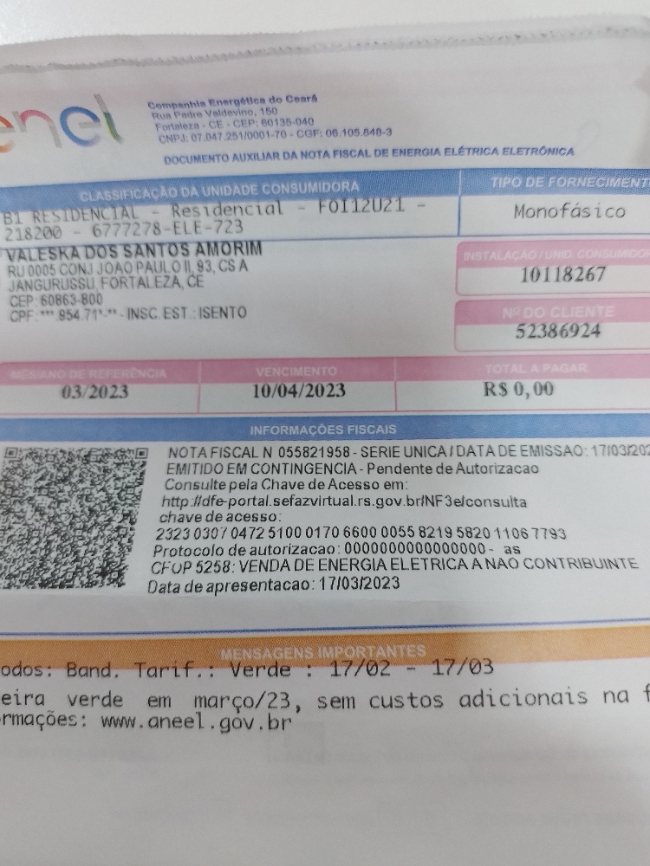 enel
Companhia Energética do Ceará
Rua Padre Valdevino, 150
Fortaleza - CE - CEP: 60135-040
CNPJ: 07.047.251/0001-70 - CGF: 06.105.848-3
DOCUMENTO AUXILIAR DA NOTA FISCAL DE ENERGIA ELÉTRICA ELETRÔNICA
CLASSIFICAÇÃO DA UNIDADE CONSUMIDORA
TIPO DE FORNECIMENT
B1 RESIDENCIAL - Residencial - F0112U21 -
218200 - 6777278-ELE-723
Monofásico
VALESKA DOS SANTOS AMORIM
RU 0005 CONJ JOAO PAULO II, 93, CS A
JANGURUSSU, FORTALEZA, CE
CEP: 60863-800
CPF: ***.854.71*-** - INSC. EST.: ISENTO
INSTALAÇÃO / UNID. CONSUMIDOR
10118267
Nº DO CLIENTE
52386924
MÊS/ANO DE REFERÊNCIA
VENCIMENTO
TOTAL A PAGAR
03/2023
10/04/2023
R$ 0,00
INFORMAÇÕES FISCAIS
NOTA FISCAL N 055821958 - SERIE UNICA / DATA DE EMISSAO: 17/03/202
EMITIDO EM CONTINGENCIA - Pendente de Autorizacao
Consulte pela Chave de Acesso em:
http://dfe-portal.sefazvirtual.rs.gov.br/NF3e/consulta
chave de acesso:
2323 0307 0472 5100 0170 6600 0055 8219 5820 1106 7793
Protocolo de autorizacao: 0000000000000000 - as
CFOP 5258: VENDA DE ENERGIA ELETRICA A NAO CONTRIBUINTE
Data de apresentacao: 17/03/2023
MENSAGENS IMPORTANTES
odos: Band. Tarif.: Verde : 17/02 - 17/03
eira verde em março/23, sem custos adicionais na f
ormações: www.aneel.gov.br